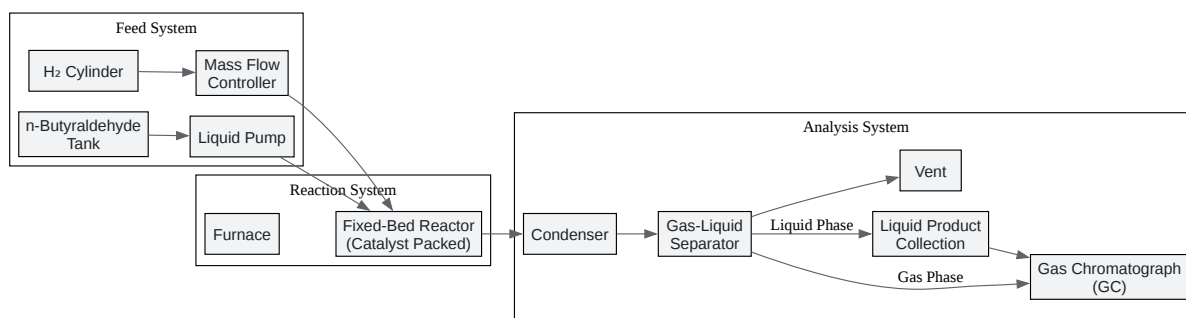 Feed System
H₂ Cylinder
Mass Flow
Controller
n-Butyraldehyde
Tank
Liquid Pump
Reaction System
Furnace
Fixed-Bed Reactor
(Catalyst Packed)
Analysis System
Condenser
Gas-Liquid
Separator
Vent
Liquid Phase
Liquid Product
Collection
Gas Phase
Gas Chromatograph
(GC)